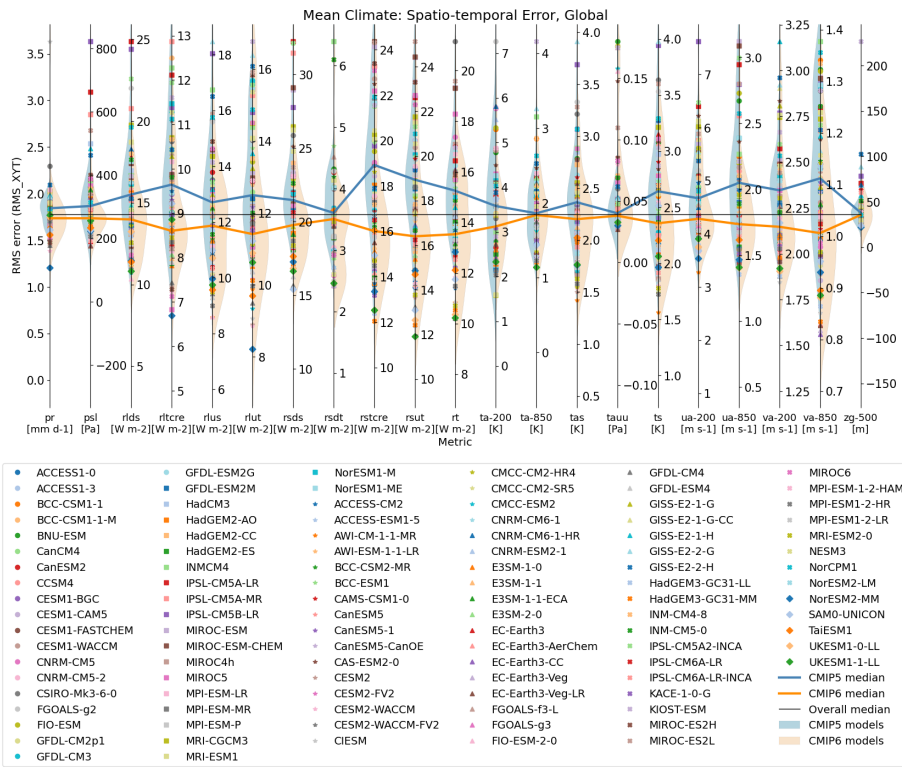 Mean Climate: Spatio-temporal Error, Global
RMS error (RMS_XYT)
3.5
3.0
2.5
2.0
1.5
1.0
0.5
0.0
800
600
400
200
0
−200
25
20
15
10
5
13
12
11
10
9
8
7
6
5
18
16
14
12
10
8
6
16
14
12
10
8
30
25
20
15
10
6
5
4
3
2
1
24
22
20
18
16
14
12
10
24
22
20
18
16
14
12
10
20
18
16
14
12
10
8
7
6
5
4
3
2
1
0
4
3
2
1
0
4.0
3.5
3.0
2.5
2.0
1.5
1.0
0.5
0.15
0.10
0.05
0.00
−0.05
−0.10
4.0
3.5
3.0
2.5
2.0
1.5
1.0
7
6
5
4
3
2
1
3.0
2.5
2.0
1.5
1.0
0.5
3.25
3.00
2.75
2.50
2.25
2.00
1.75
1.50
1.25
1.4
1.3
1.2
1.1
1.0
0.9
0.8
0.7
200
150
100
50
0
−50
−100
−150
pr psl rlds rltcre rlus rlut rsds rsdt rstcre rsut rt ta-200 ta-850 tas tauu ts ua-200 ua-850 va-200 va-850 zg-500
[mm d-1] [Pa] [W m-2] [W m-2] [W m-2] [W m-2] [W m-2] [W m-2] [W m-2] [W m-2] [W m-2] [K] [K] [K] [Pa] [K] [m s-1] [m s-1] [m s-1] [m s-1] [m]
Metric
ACCESS1-0
ACCESS1-3
BCC-CSM1-1
BCC-CSM1-1-M
BNU-ESM
CanCM4
CanESM2
CCSM4
CESM1-BGC
CESM1-CAM5
CESM1-FASTCHEM
CESM1-WACCM
CNRM-CM5
CNRM-CM5-2
CSIRO-Mk3-6-0
FGOALS-g2
FIO-ESM
GFDL-CM2p1
GFDL-CM3
GFDL-ESM2G
GFDL-ESM2M
HadCM3
HadGEM2-AO
HadGEM2-CC
HadGEM2-ES
INMCM4
IPSL-CM5A-LR
IPSL-CM5A-MR
IPSL-CM5B-LR
MIROC-ESM
MIROC-ESM-CHEM
MIROC4h
MIROC5
MPI-ESM-LR
MPI-ESM-MR
MPI-ESM-P
MRI-CGCM3
MRI-ESM1
NorESM1-M
NorESM1-ME
ACCESS-CM2
ACCESS-ESM1-5
AWI-CM-1-1-MR
AWI-ESM-1-1-LR
BCC-CSM2-MR
BCC-ESM1
CAMS-CSM1-0
CanESM5
CanESM5-1
CanESM5-CanOE
CAS-ESM2-0
CESM2
CESM2-FV2
CESM2-WACCM
CESM2-WACCM-FV2
CIESM
CMCC-CM2-HR4
CMCC-CM2-SR5
CMCC-ESM2
CNRM-CM6-1
CNRM-CM6-1-HR
CNRM-ESM2-1
E3SM-1-0
E3SM-1-1
E3SM-1-1-ECA
E3SM-2-0
EC-Earth3
EC-Earth3-AerChem
EC-Earth3-CC
EC-Earth3-Veg
EC-Earth3-Veg-LR
FGOALS-f3-L
FGOALS-g3
FIO-ESM-2-0
GFDL-CM4
GFDL-ESM4
GISS-E2-1-G
GISS-E2-1-G-CC
GISS-E2-1-H
GISS-E2-2-G
GISS-E2-2-H
HadGEM3-GC31-LL
HadGEM3-GC31-MM
INM-CM4-8
INM-CM5-0
IPSL-CM5A2-INCA
IPSL-CM6A-LR
IPSL-CM6A-LR-INCA
KACE-1-0-G
KIOST-ESM
MIROC-ES2H
MIROC-ES2L
MIROC6
MPI-ESM-1-2-HAM
MPI-ESM1-2-HR
MPI-ESM1-2-LR
MRI-ESM2-0
NESM3
NorCPM1
NorESM2-LM
NorESM2-MM
SAM0-UNICON
TaiESM1
UKESM1-0-LL
UKESM1-1-LL
CMIP5 median
CMIP6 median
Overall median
CMIP5 models
CMIP6 models